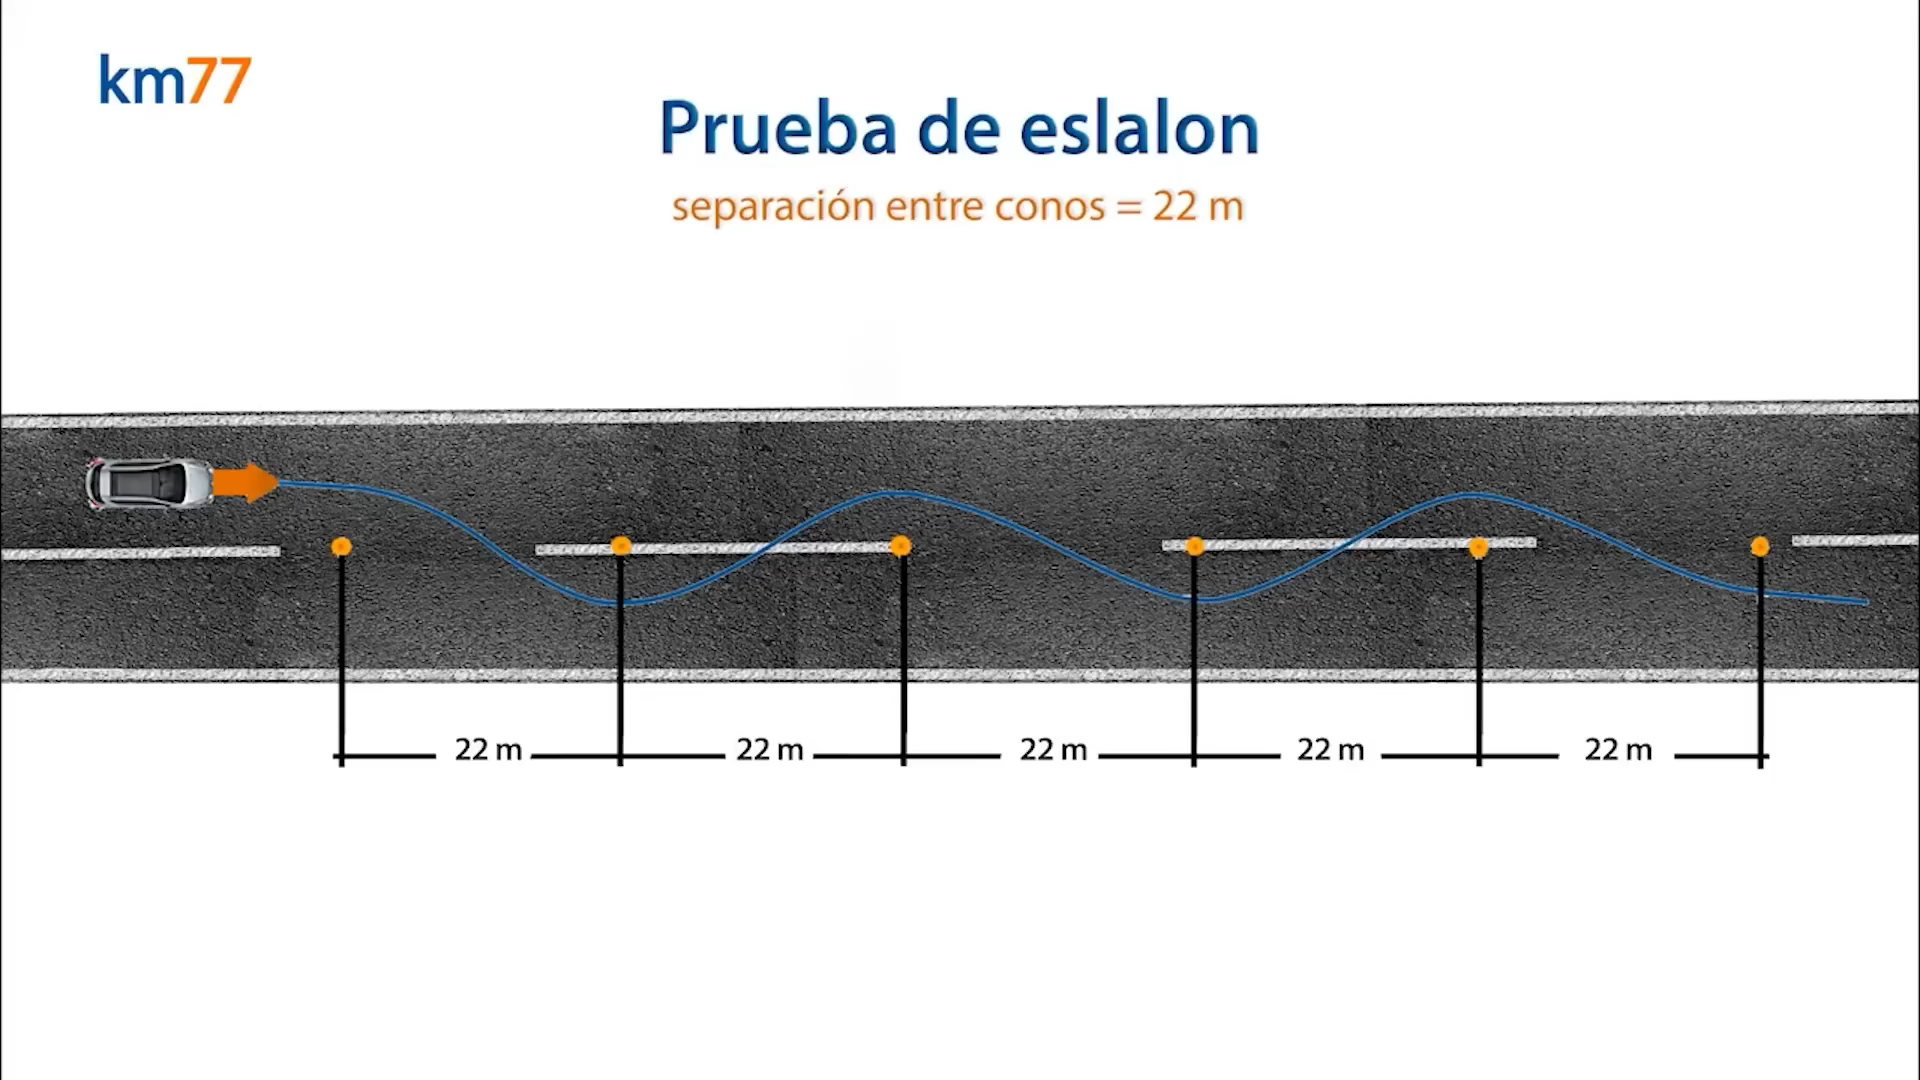 km77
Prueba de eslalon
separación entre conos = 22 m
22 m
22 m
22 m
22 m
22 m